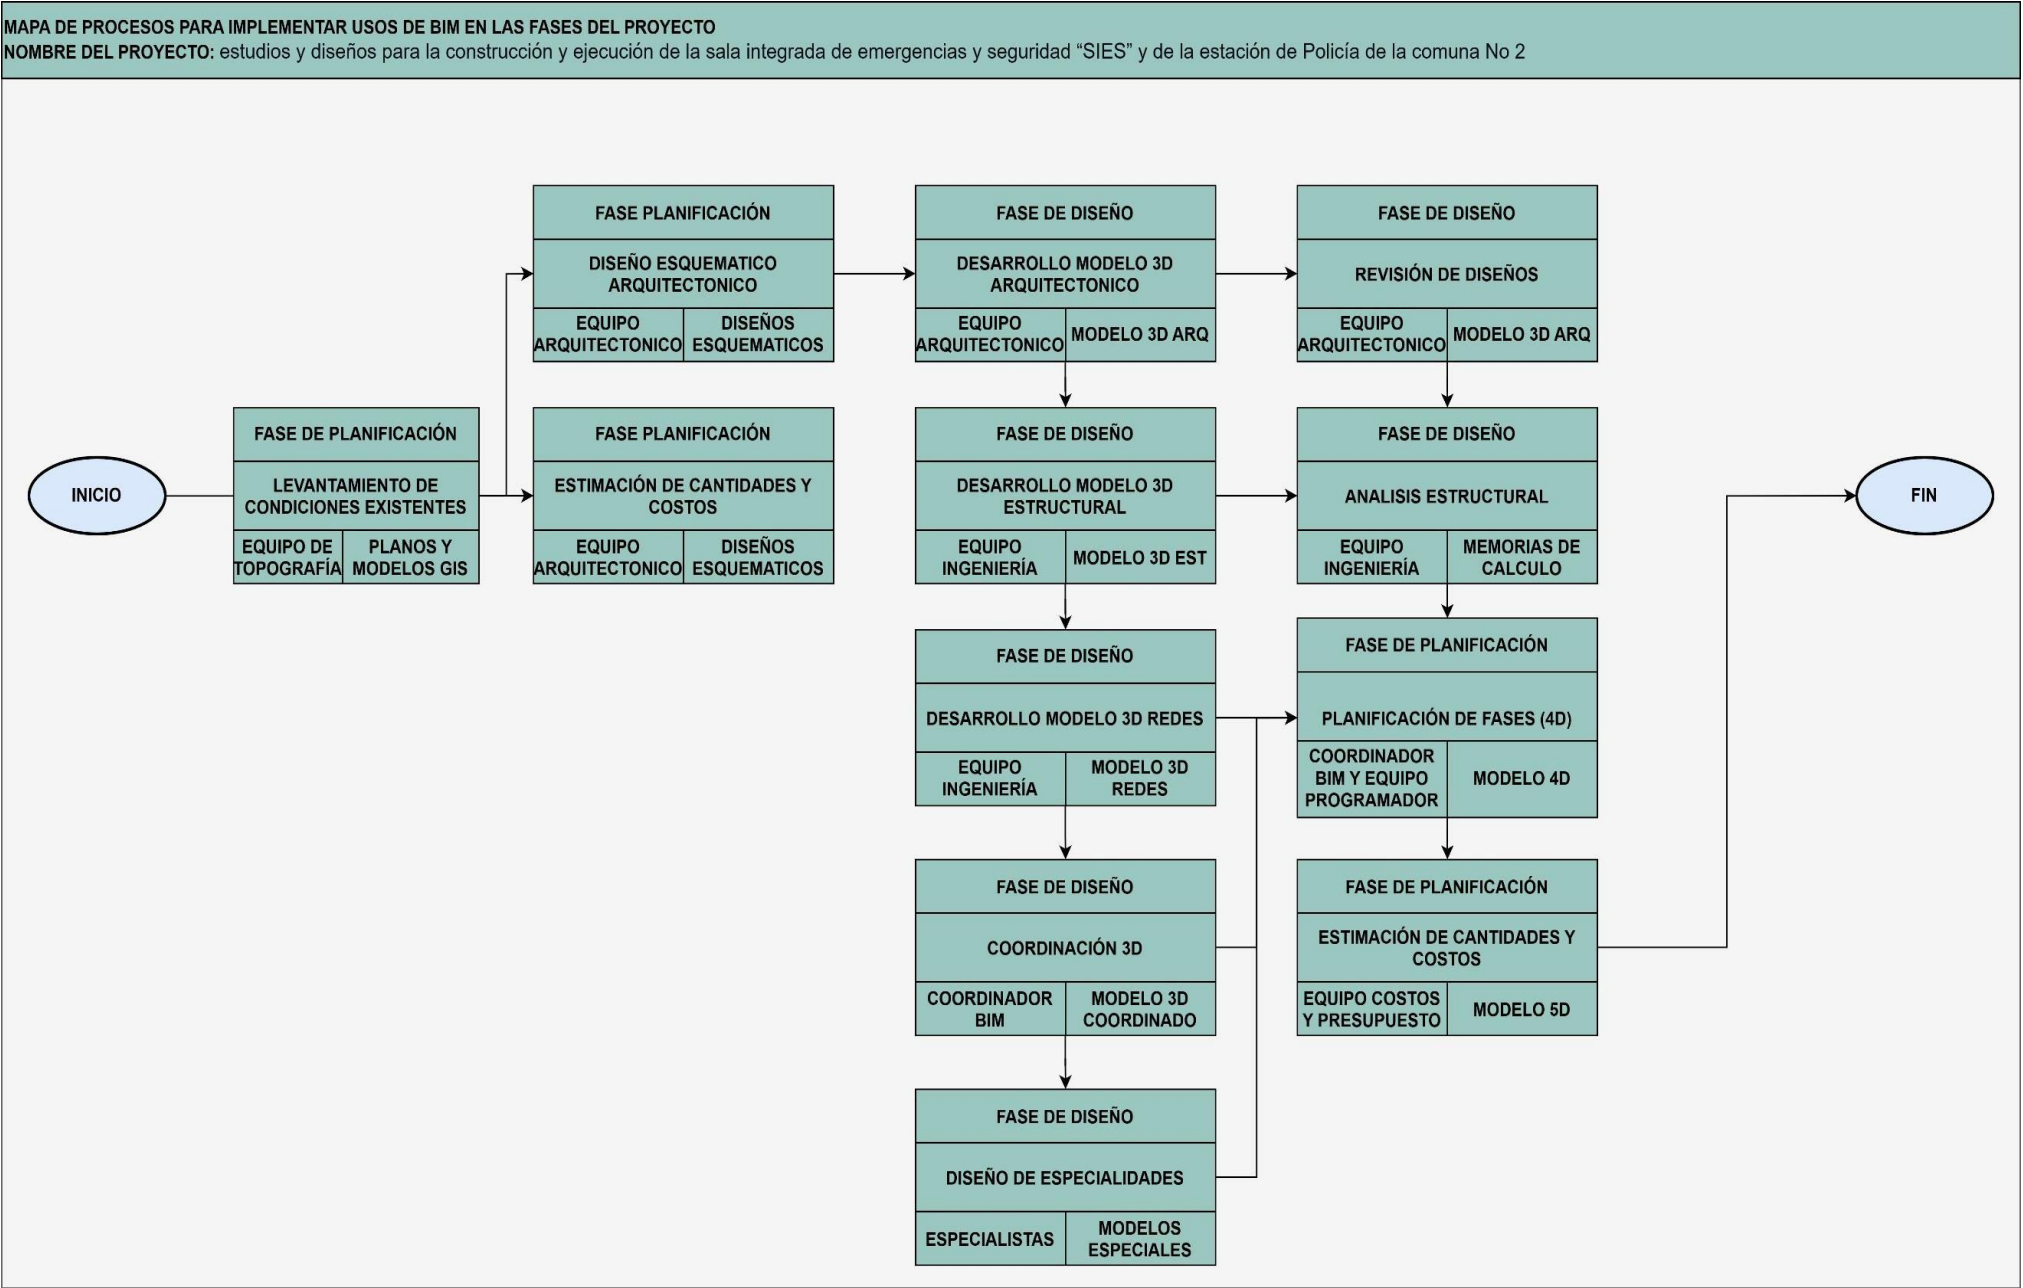 MAPA DE PROCESOS PARA IMPLEMENTAR USOS DE BIM EN LAS FASES DEL PROYECTO
NOMBRE DEL PROYECTO: estudios y diseños para la construcción y ejecución de la sala integrada de emergencias y seguridad “SIES” y de la estación de Policía de la comuna No 2
INICIO
FASE DE PLANIFICACIÓN
LEVANTAMIENTO DE
CONDICIONES EXISTENTES
EQUIPO DE
TOPOGRAFÍA
PLANOS Y
MODELOS GIS
FASE PLANIFICACIÓN
DISEÑO ESQUEMATICO
ARQUITECTONICO
EQUIPO
ARQUITECTONICO
DISEÑOS
ESQUEMATICOS
FASE PLANIFICACIÓN
ESTIMACIÓN DE CANTIDADES Y
COSTOS
EQUIPO
ARQUITECTONICO
DISEÑOS
ESQUEMATICOS
FASE DE DISEÑO
DESARROLLO MODELO 3D
ARQUITECTONICO
EQUIPO
ARQUITECTONICO
MODELO 3D ARQ
FASE DE DISEÑO
DESARROLLO MODELO 3D
ESTRUCTURAL
EQUIPO
INGENIERÍA
MODELO 3D EST
FASE DE DISEÑO
DESARROLLO MODELO 3D REDES
EQUIPO
INGENIERÍA
MODELO 3D
REDES
FASE DE DISEÑO
COORDINACIÓN 3D
COORDINADOR
BIM
MODELO 3D
COORDINADO
FASE DE DISEÑO
DISEÑO DE ESPECIALIDADES
ESPECIALISTAS
MODELOS
ESPECIALES
FASE DE DISEÑO
REVISIÓN DE DISEÑOS
EQUIPO
ARQUITECTONICO
MODELO 3D ARQ
FASE DE DISEÑO
ANALISIS ESTRUCTURAL
EQUIPO
INGENIERÍA
MEMORIAS DE
CALCULO
FASE DE PLANIFICACIÓN
PLANIFICACIÓN DE FASES (4D)
COORDINADOR
BIM Y EQUIPO
PROGRAMADOR
MODELO 4D
FASE DE PLANIFICACIÓN
ESTIMACIÓN DE CANTIDADES Y
COSTOS
EQUIPO COSTOS
Y PRESUPUESTO
MODELO 5D
FIN